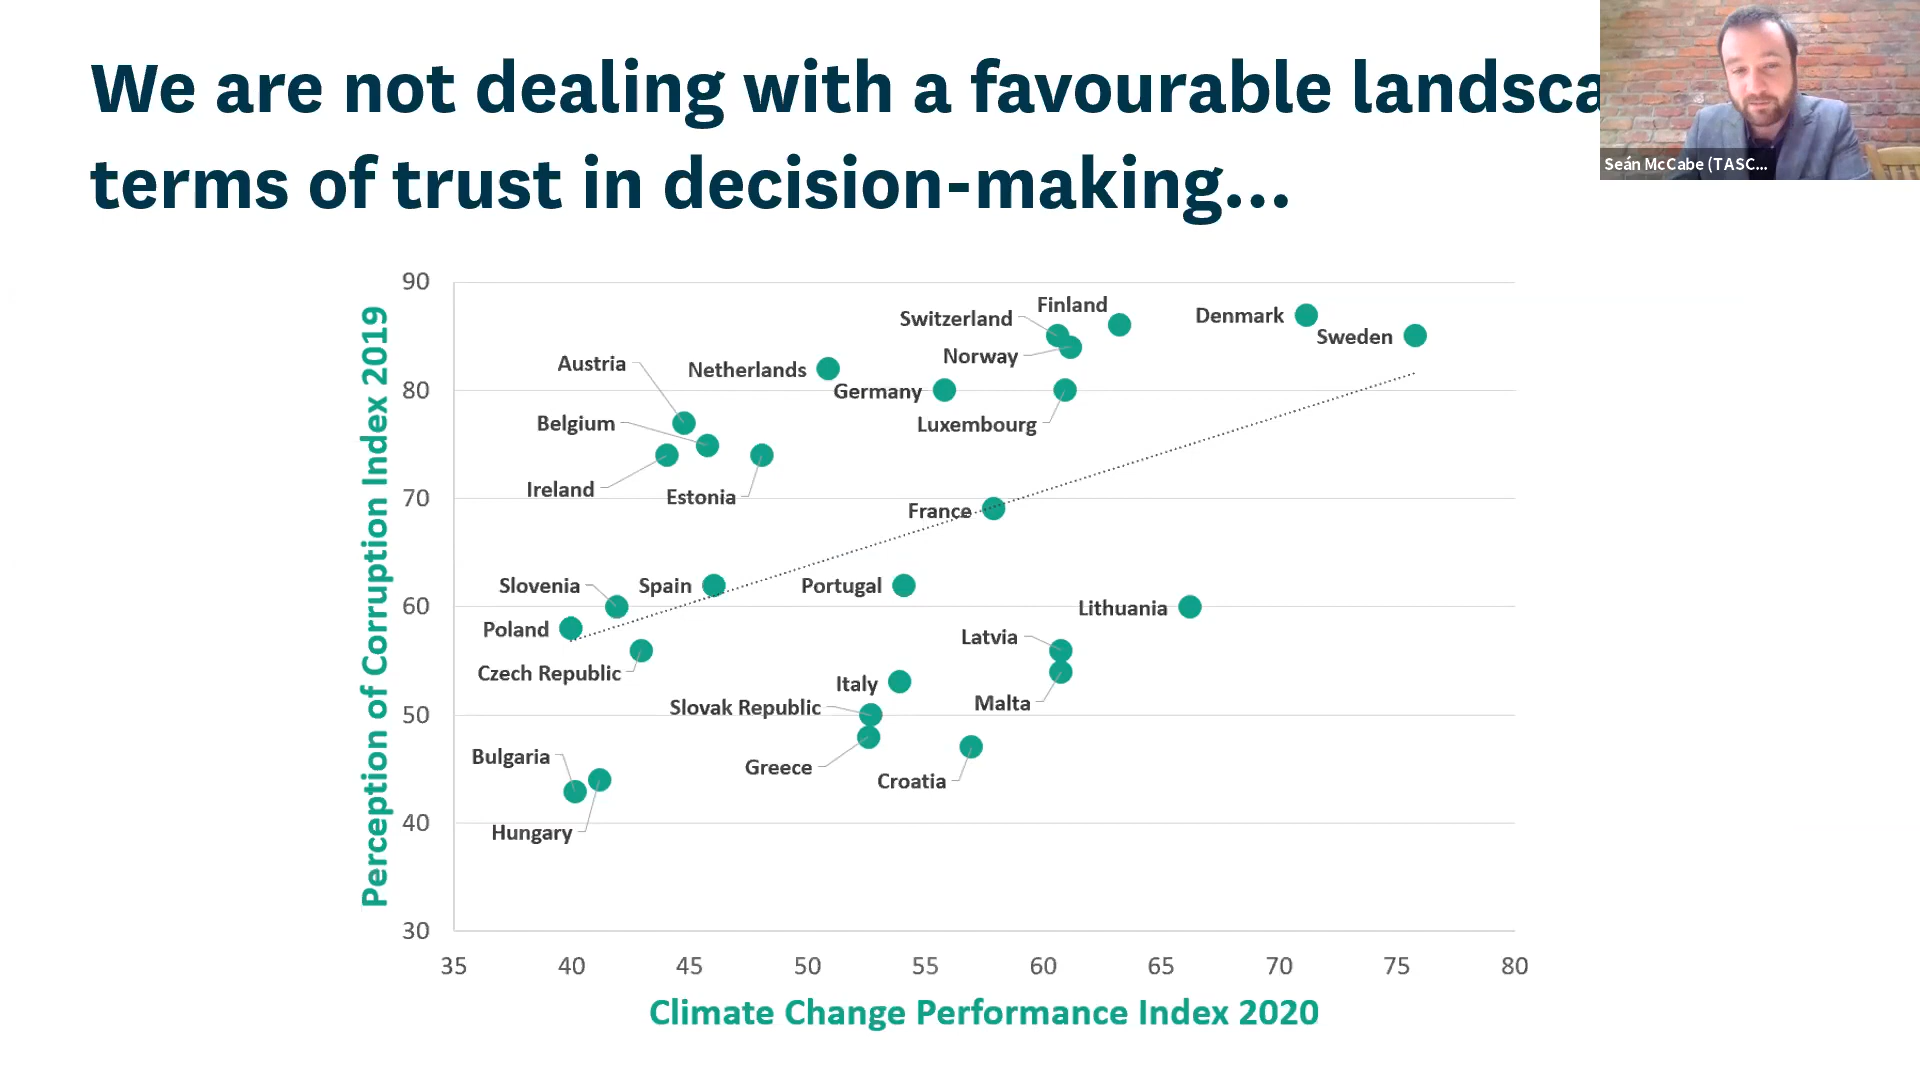 We are not dealing with a favourable landsca
terms of trust in decision-making...
Seán McCabe (TASC...
Perception of Corruption Index 2019
90
80
70
60
50
40
30
Finland
Switzerland
Denmark
Sweden
Norway
Austria
Netherlands
Germany
Belgium
Luxembourg
Ireland
Estonia
France
Slovenia
Spain
Portugal
Lithuania
Poland
Latvia
Czech Republic
Italy
Malta
Slovak Republic
Bulgaria
Greece
Croatia
Hungary
35 40 45 50 55 60 65 70 75 80
Climate Change Performance Index 2020